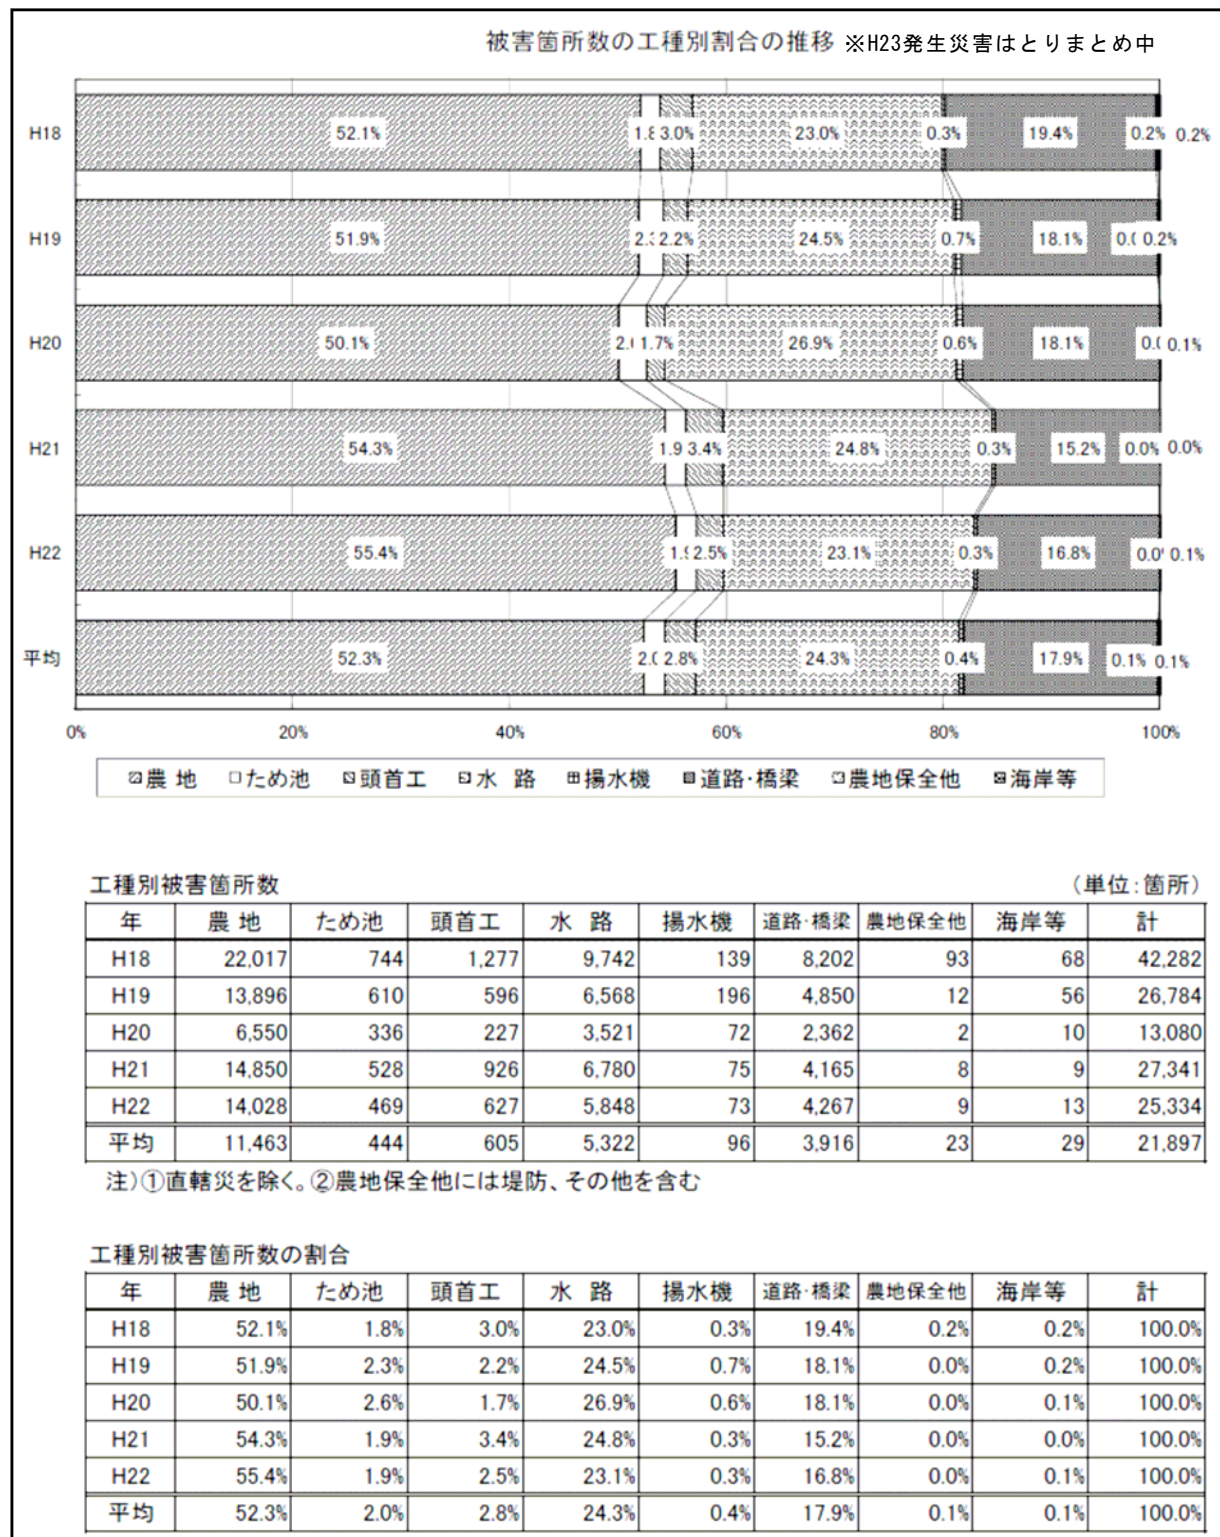 被害箇所数の工種別割合の推移 ※H23発生災害はとりまとめ中
H18 52.1% 1.8 3.0% 23.0% 0.3% 19.4% 0.2% 0.2%
H19 51.9% 2.3 2.2% 24.5% 0.7% 18.1% 0.0 0.2%
H20 50.1% 2.6 1.7% 26.9% 0.6% 18.1% 0.0 0.1%
H21 54.3% 1.9 3.4% 24.8% 0.3% 15.2% 0.0% 0.0%
H22 55.4% 1.9 2.5% 23.1% 0.3% 16.8% 0.0 0.1%
平均 52.3% 2.0 2.8% 24.3% 0.4% 17.9% 0.1% 0.1%
0% 20% 40% 60% 80% 100%
農 地 ため池 頭首工 水 路 揚水機 道路・橋梁 農地保全他 海岸等
工種別被害箇所数 (単位:箇所)
年 農 地 ため池 頭首工 水 路 揚水機 道路・橋梁 農地保全他 海岸等 計
H18 22,017 744 1,277 9,742 139 8,202 93 68 42,282
H19 13,896 610 596 6,568 196 4,850 12 56 26,784
H20 6,550 336 227 3,521 72 2,362 2 10 13,080
H21 14,850 528 926 6,780 75 4,165 8 9 27,341
H22 14,028 469 627 5,848 73 4,267 9 13 25,334
平均 11,463 444 605 5,322 96 3,916 23 29 21,897
注)①直轄災を除く。②農地保全他には堤防、その他を含む
工種別被害箇所数の割合
年 農 地 ため池 頭首工 水 路 揚水機 道路・橋梁 農地保全他 海岸等 計
H18 52.1% 1.8% 3.0% 23.0% 0.3% 19.4% 0.2% 0.2% 100.0%
H19 51.9% 2.3% 2.2% 24.5% 0.7% 18.1% 0.0% 0.2% 100.0%
H20 50.1% 2.6% 1.7% 26.9% 0.6% 18.1% 0.0% 0.1% 100.0%
H21 54.3% 1.9% 3.4% 24.8% 0.3% 15.2% 0.0% 0.0% 100.0%
H22 55.4% 1.9% 2.5% 23.1% 0.3% 16.8% 0.0% 0.1% 100.0%
平均 52.3% 2.0% 2.8% 24.3% 0.4% 17.9% 0.1% 0.1% 100.0%